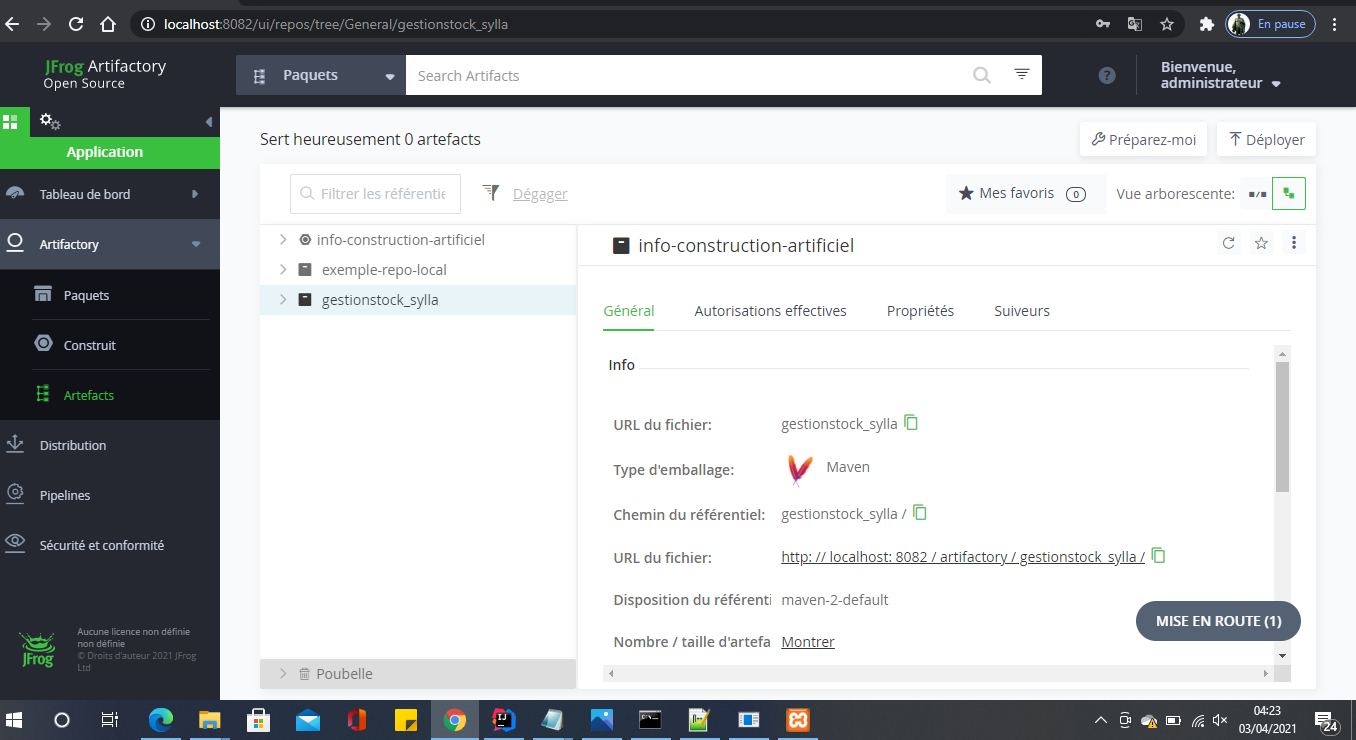 localhost:8082/ui/repos/tree/General/gestionstock_sylla
En pause
JFrog Artifactory
Open Source
Paquets
Search Artifacts
?
Bienvenue,
administrateur
Application
Tableau de bord
Artifactory
Paquets
Construit
Artefacts
Distribution
Pipelines
Sécurité et conformité
JFrog
Aucune licence non définie
non définie
© Droits d'auteur 2021 JFrog
Ltd
Sert heureusement 0 artefacts
Préparez-moi
Déployer
Filtrer les référentie
Dégager
Mes favoris
0
Vue arborescente:
info-construction-artificiel
exemple-repo-local
gestionstock_sylla
Poubelle
info-construction-artificiel
Général
Autorisations effectives
Propriétés
Suiveurs
Info
URL du fichier:
gestionstock_sylla
Type d'emballage:
Maven
Chemin du référentiel:
gestionstock_sylla /
URL du fichier:
http: // localhost: 8082 / artifactory / gestionstock_sylla /
Disposition du référenti
maven-2-default
Nombre / taille d'artefa
Montrer
MISE EN ROUTE (1)
04:23
03/04/2021
24